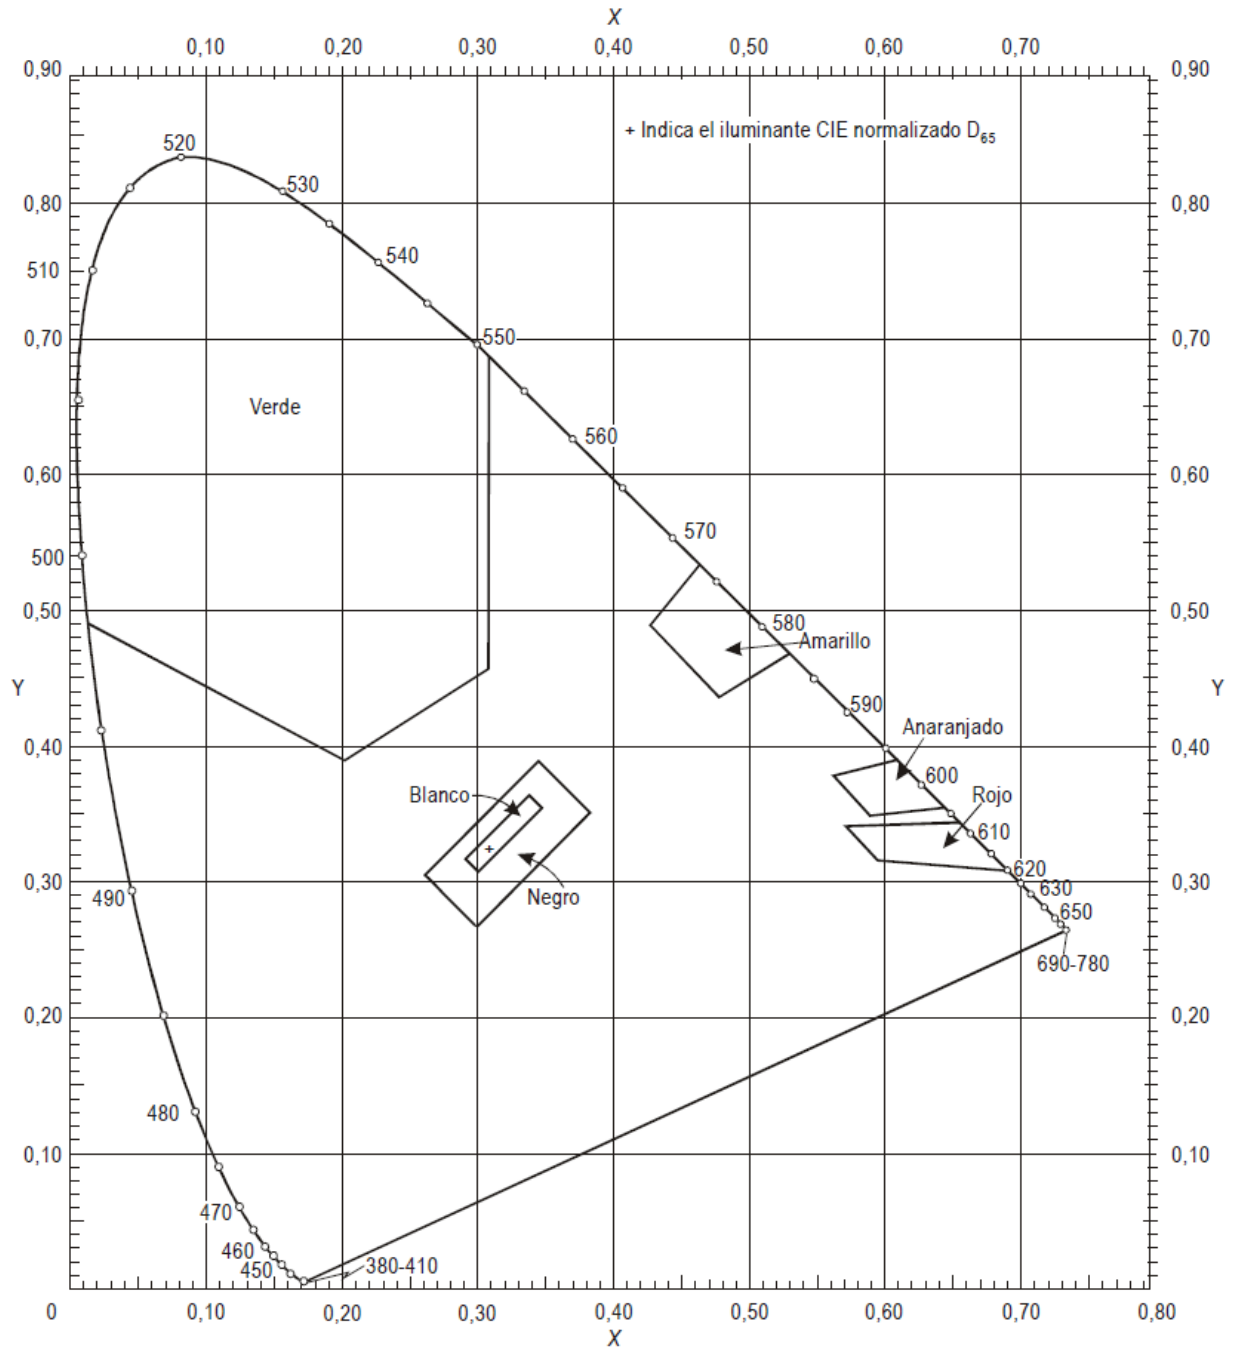 X
0,10 0,20 0,30 0,40 0,50 0,60 0,70
0,90 0,90
+ Indica el iluminante CIE normalizado D65
520
530
0,80 0,80
540
510
550
0,70 0,70
Verde
560
0,60 0,60
570
500
0,50 0,50
580
Amarillo
Y Y
590
Anaranjado
0,40 0,40
600
Blanco Rojo
610
620
0,30 0,30
630
490 Negro
650
690-780
0,20 0,20
480
0,10 0,10
470
460
450 380-410
0 0,10 0,20 0,30 0,40 0,50 0,60 0,70 0,80
X